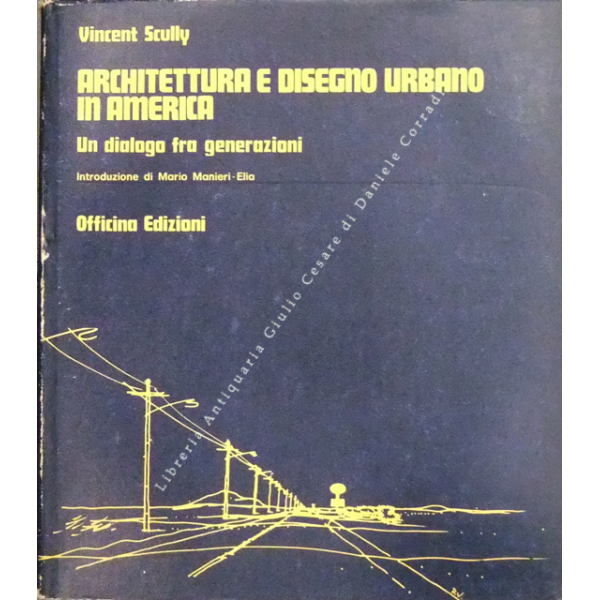 Vincent Scully
ARCHITETTURA E DISEGNO URBANO
IN AMERICA
Un dialogo fra generazioni
Introduzione di Mario Manieri-Elia
Officina Edizioni
Libreria Antiquaria Giulio Cesare di Daniele Corradi